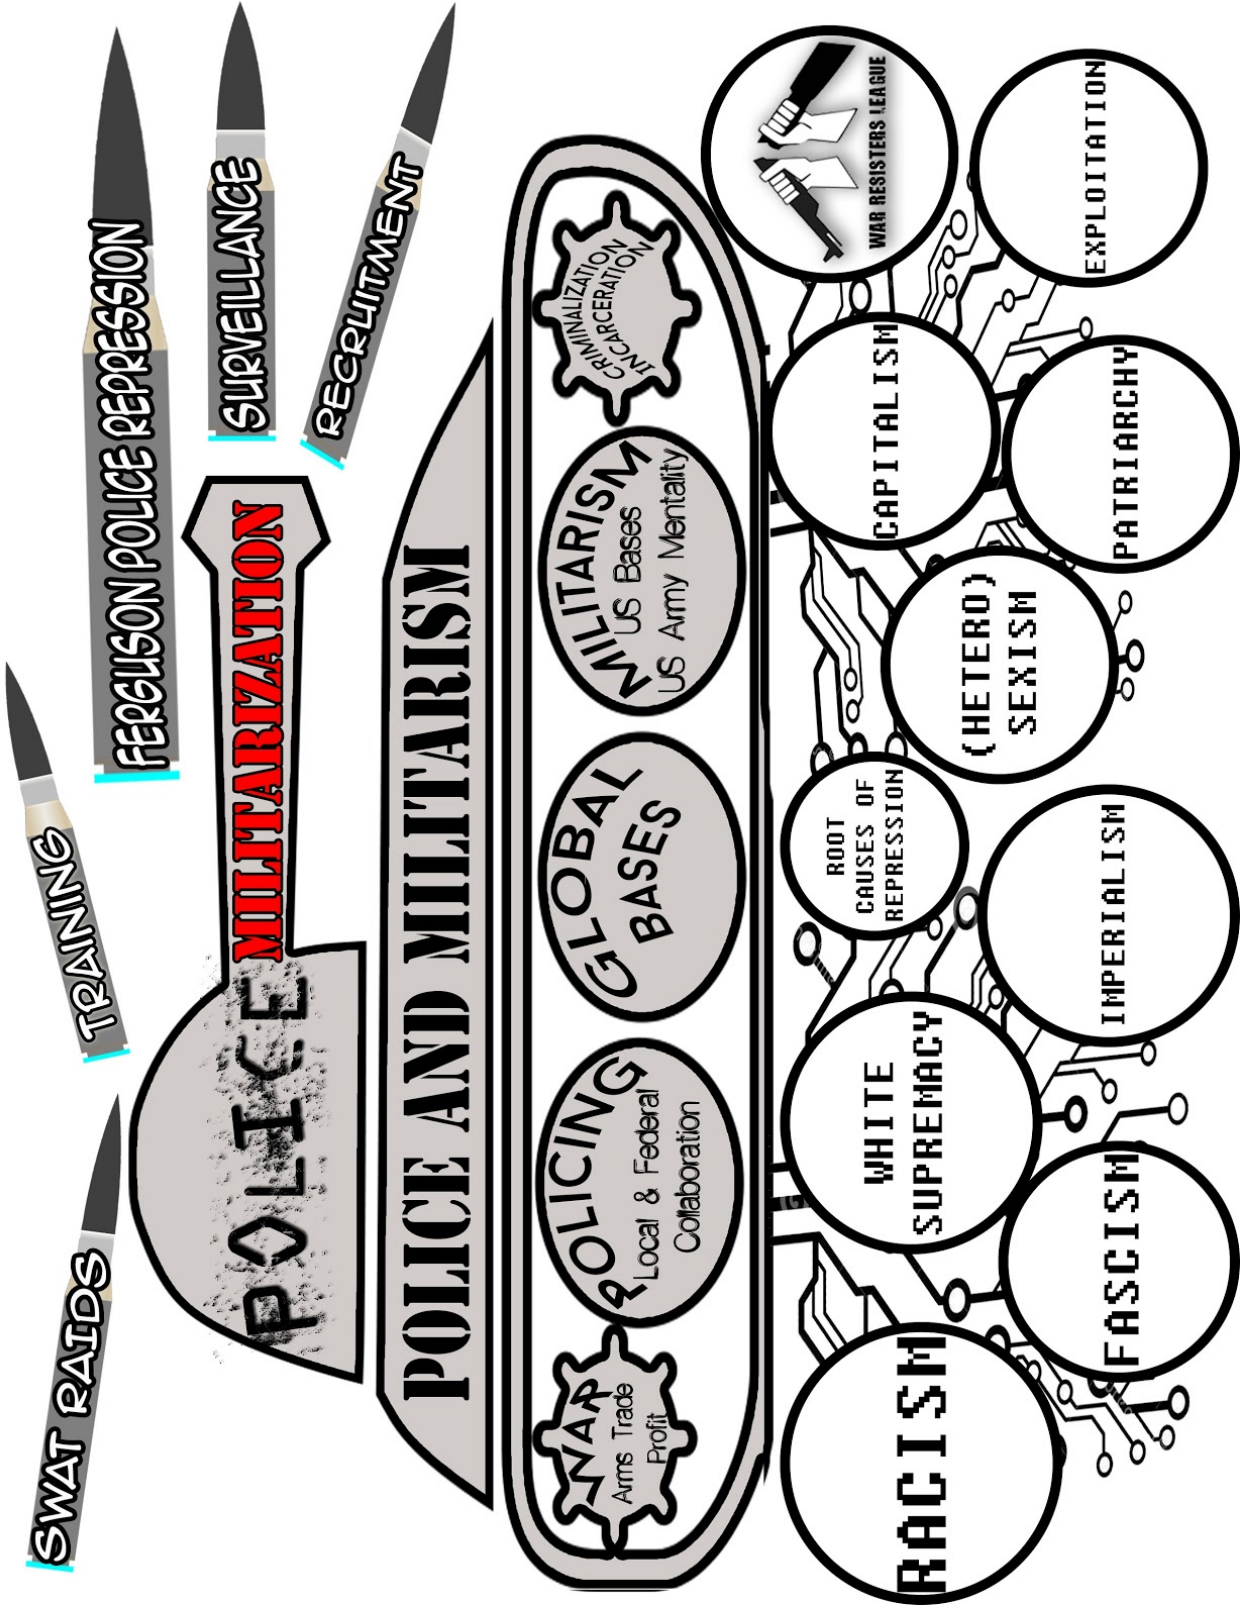 SWAT RAIDS
TRAINING
FERGUSON POLICE REPRESSION
SURVEILLANCE
RECRUITMENT
POLICE MILITARIZATION
POLICE AND MILITARISM
WAR
Arms Trade
Profit
POLICING
Local & Federal
Collaboration
GLOBAL
BASES
MILITARISM
US Bases
US Army Mentality
CRIMINALIZATION
INCARCERATION
RACISM
WHITE
SUPREMACY
ROOT
CAUSES OF
REPRESSION
(HETERO)
SEXISM
CAPITALISM
WAR RESISTERS LEAGUE
FASCISM
IMPERIALISM
PATRIARCHY
EXPLOITATION